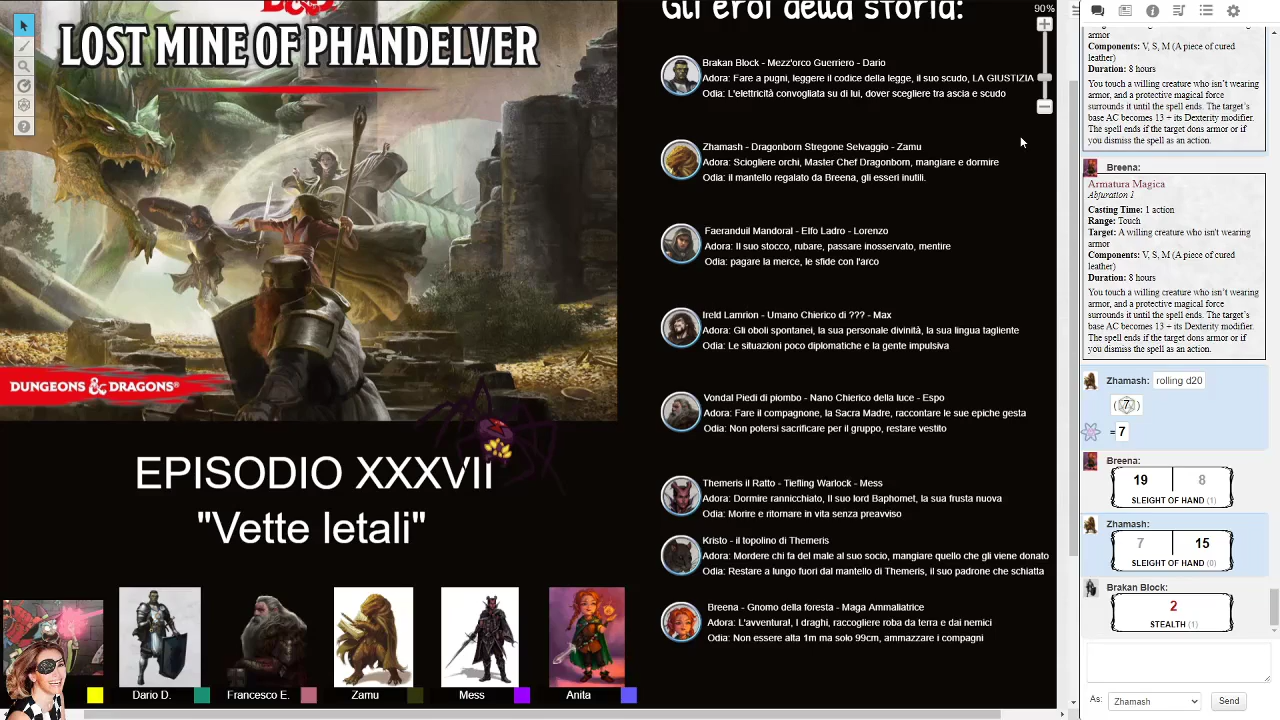 D&D
LOST MINE OF PHANDELVER
DUNGEONS & DRAGONS®
EPISODIO XXXVII
"Vette letali"
Dario D.
Francesco E.
Zamu
Mess
Anita
Gli eroi della storia:
Brakan Block - Mezz'orco Guerriero - Dario
Adora: Fare a pugni, leggere il codice della legge, il suo scudo, LA GIUSTIZIA
Odia: L'elettricità convogliata su di lui, dover scegliere tra ascia e scudo
Zhamash - Dragonborn Stregone Selvaggio - Zamu
Adora: Sciogliere orchi, Master Chef Dragonborn, mangiare e dormire
Odia: il mantello regalato da Breena, gli esseri inutili.
Faeranduil Mandoral - Elfo Ladro - Lorenzo
Adora: Il suo stocco, rubare, passare inosservato, mentire
Odia: pagare la merce, le sfide con l'arco
Ireld Lamrion - Umano Chierico di ??? - Max
Adora: Gli oboli spontanei, la sua personale divinità, la sua lingua tagliente
Odia: Le situazioni poco diplomatiche e la gente impulsiva
Vondal Piedi di piombo - Nano Chierico della luce - Espo
Adora: Fare il compagnone, la Sacra Madre, raccontare le sue epiche gesta
Odia: Non potersi sacrificare per il gruppo, restare vestito
Themeris il Ratto - Tiefling Warlock - Mess
Adora: Dormire rannicchiato, Il suo lord Baphomet, la sua frusta nuova
Odia: Morire e ritornare in vita senza preavviso
Kristo - il topolino di Themeris
Adora: Mordere chi fa del male al suo socio, mangiare quello che gli viene donato
Odia: Restare a lungo fuori dal mantello di Themeris, il suo padrone che schiatta
Breena - Gnomo della foresta - Maga Ammaliatrice
Adora: L'avventura!, I draghi, raccogliere roba da terra e dai nemici
Odia: Non essere alta 1m ma solo 99cm, ammazzare i compagni
90%
armor
Components: V, S, M (A piece of cured
leather)
Duration: 8 hours
You touch a willing creature who isn't wearing
armor, and a protective magical force
surrounds it until the spell ends. The target's
base AC becomes 13 + its Dexterity modifier.
The spell ends if the target dons armor or if
you dismiss the spell as an action.
Breena:
Armatura Magica
Abjuration 1
Casting Time: 1 action
Range: Touch
Target: A willing creature who isn't wearing
armor
Components: V, S, M (A piece of cured
leather)
Duration: 8 hours
You touch a willing creature who isn't wearing
armor, and a protective magical force
surrounds it until the spell ends. The target's
base AC becomes 13 + its Dexterity modifier.
The spell ends if the target dons armor or if
you dismiss the spell as an action.
Zhamash: rolling d20
(7)
=7
Breena:
19 8
SLEIGHT OF HAND (1)
Zhamash:
7 15
SLEIGHT OF HAND (0)
Brakan Block:
2
STEALTH (1)
As: Zhamash Send